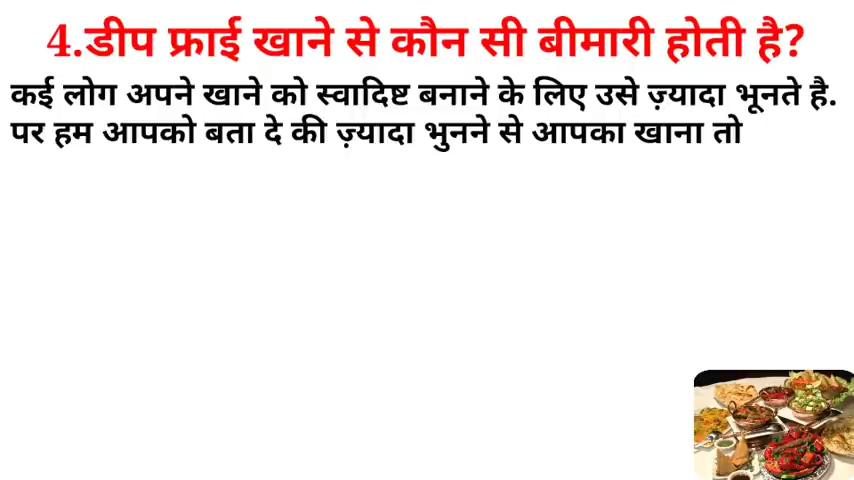 4.डीप फ्राई खाने से कौन सी बीमारी होती है?
कई लोग अपने खाने को स्वादिष्ट बनाने के लिए उसे ज़्यादा भूनते है.
पर हम आपको बता दे की ज़्यादा भुनने से आपका खाना तो